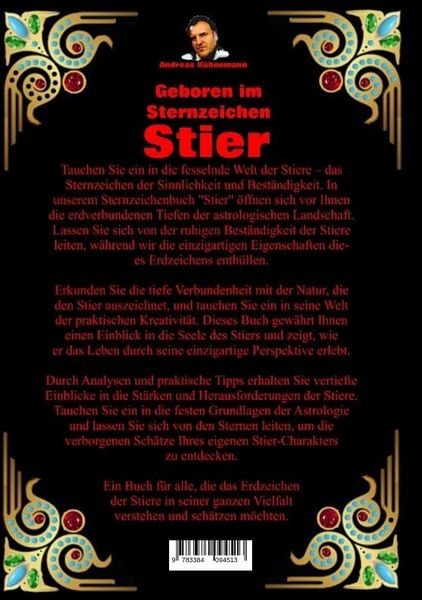 Andreas Kühnemann
Geboren im
Sternzeichen
Stier
Tauchen Sie ein in die fesselnde Welt der Stiere – das
Sternzeichen der Sinnlichkeit und Beständigkeit. In
unserem Sternzeichenbuch "Stier" öffnen sich vor Ihnen
die erdverbundenen Tiefen der astrologischen Landschaft.
Lassen Sie sich von der ruhigen Beständigkeit der Stiere
leiten, während wir die einzigartigen Eigenschaften die-
es Erdzeichens enthüllen.
Erkunden Sie die tiefe Verbundenheit mit der Natur, die
den Stier auszeichnet, und tauchen Sie ein in seine Welt
der praktischen Kreativität. Dieses Buch gewährt Ihnen
einen Einblick in die Seele des Stiers und zeigt, wie
er das Leben durch seine einzigartige Perspektive erlebt.
Durch Analysen und praktische Tipps erhalten Sie vertiefte
Einblicke in die Stärken und Herausforderungen der Stiere.
Tauchen Sie ein in die festen Grundlagen der Astrologie
und lassen Sie sich von den Sternen leiten, um die
verborgenen Schätze Ihres eigenen Stier-Charakters
zu entdecken.
Ein Buch für alle, die das Erdzeichen
der Stiere in seiner ganzen Vielfalt
verstehen und schätzen möchten.
9 783384 094513